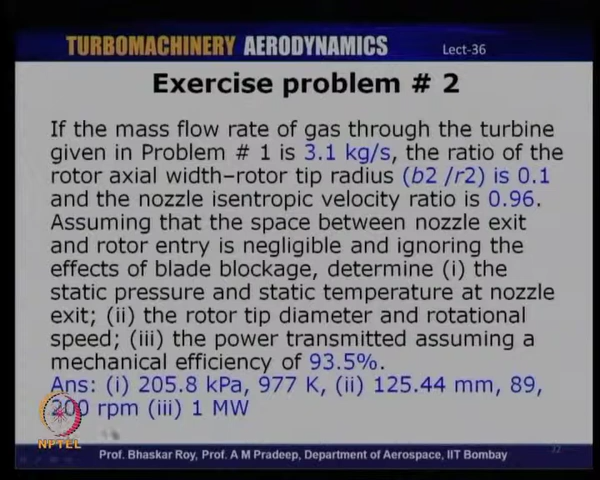 TURBOMACHINERY AERODYNAMICS Lect-36
Exercise problem # 2
If the mass flow rate of gas through the turbine
given in Problem # 1 is 3.1 kg/s, the ratio of the
rotor axial width–rotor tip radius (b2 /r2) is 0.1
and the nozzle isentropic velocity ratio is 0.96.
Assuming that the space between nozzle exit
and rotor entry is negligible and ignoring the
effects of blade blockage, determine (i) the
static pressure and static temperature at nozzle
exit; (ii) the rotor tip diameter and rotational
speed; (iii) the power transmitted assuming a
mechanical efficiency of 93.5%.
Ans: (i) 205.8 kPa, 977 K, (ii) 125.44 mm, 89,
200 rpm (iii) 1 MW
NPTEL
Prof. Bhaskar Roy, Prof. A M Pradeep, Department of Aerospace, IIT Bombay